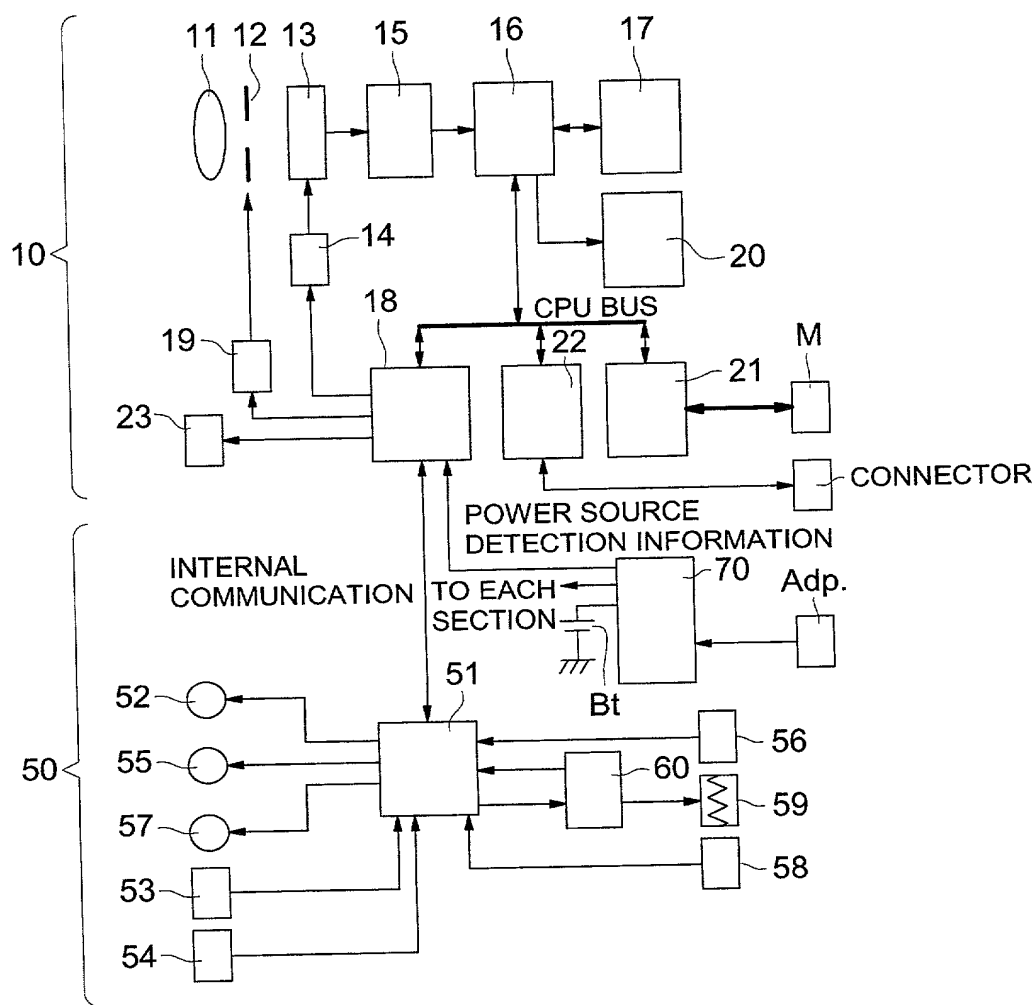 11 12 13 15 16 17
10
14
20
CPU BUS
18
22
M
19
21
23
CONNECTOR
POWER SOURCE
DETECTION INFORMATION
INTERNAL
COMMUNICATION
70
TO EACH
SECTION
Adp.
Bt
52
51
56
50
55
60
59
57
58
53
54